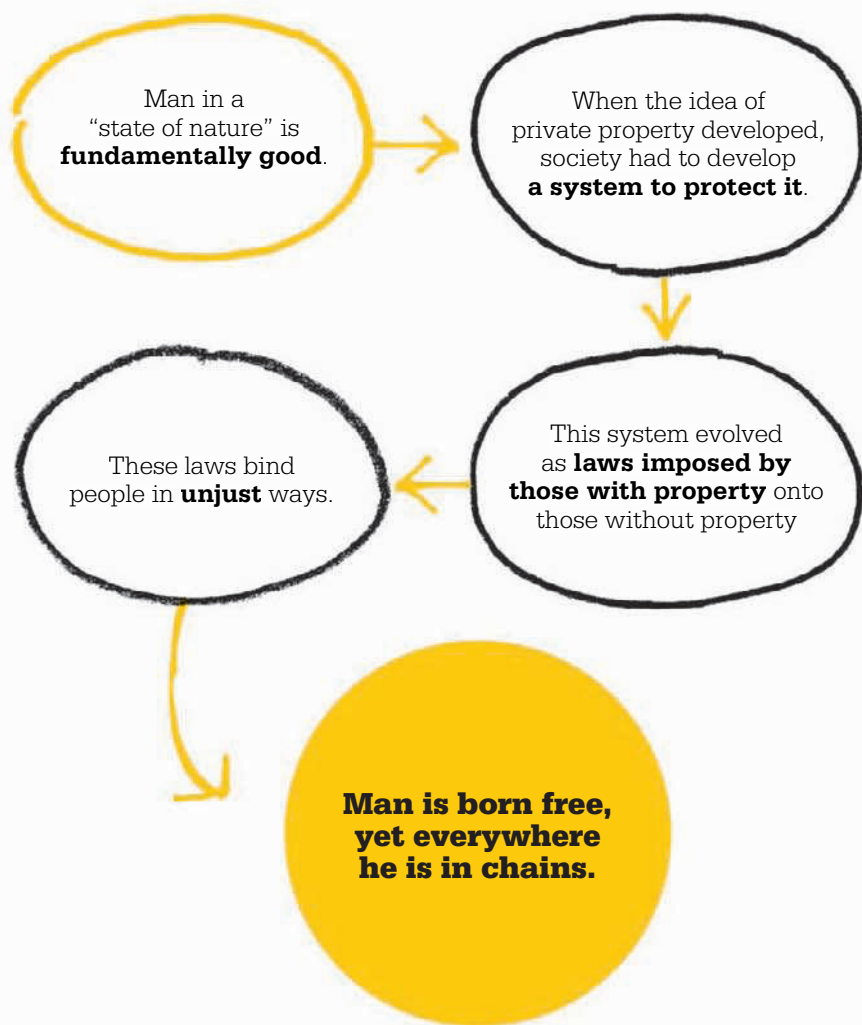 Man in a
“state of nature” is
fundamentally good.
When the idea of
private property developed,
society had to develop
a system to protect it.
This system evolved
as laws imposed by
those with property onto
those without property
These laws bind
people in unjust ways.
Man is born free,
yet everywhere
he is in chains.